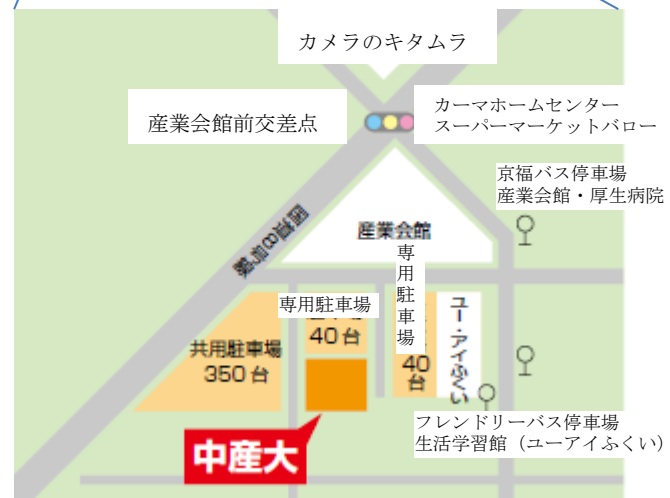 カメラのキタムラ
産業会館前交差点
カーマホームセンター
スーパーマーケットバロー
京福バス停車場
産業会館・厚生病院
国道8号線
産業会館
専用駐車場
専用駐車場
40台
共用駐車場
350台
40台
ユー・アイふくい
中産大
フレンドリーバス停車場
生活学習館（ユーアイふくい）